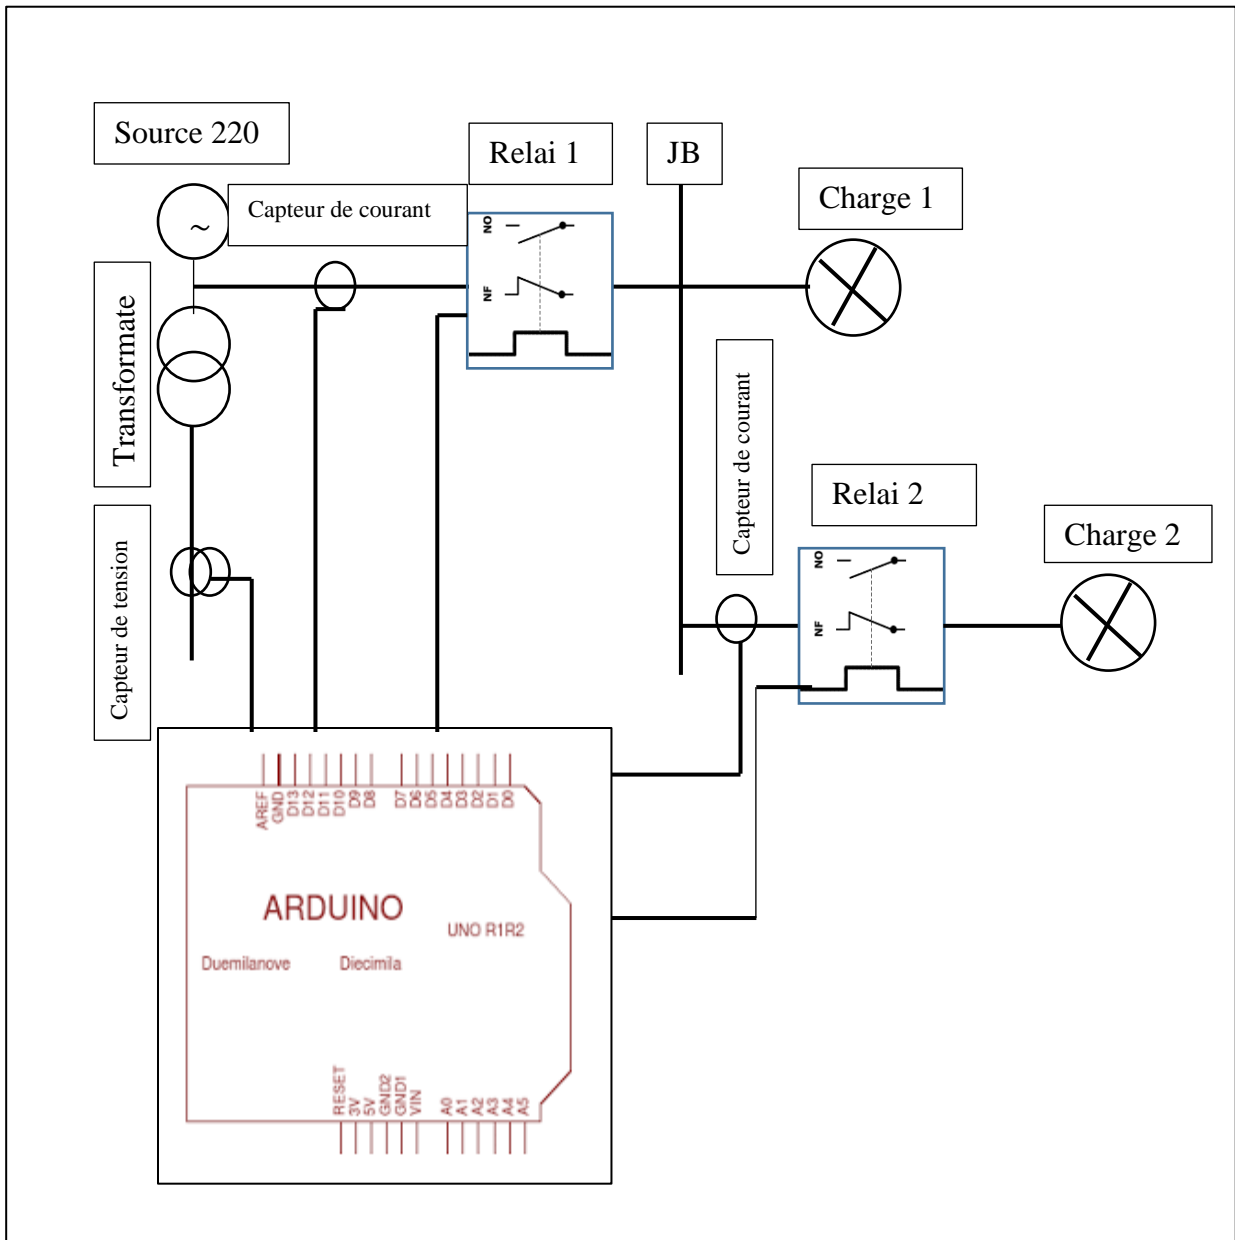 Source 220
Relai 1
JB
Capteur de courant
Charge 1
~
NO
NF
Transformate
Capteur de courant
Relai 2
Charge 2
Capteur de tension
NO
NF
AREF
GND
D13
D12
D11
D10
D9
D8
D7
D6
D5
D4
D3
D2
D1
D0
ARDUINO
UNO R1R2
Duemilanove
Diecimila
RESET
3V
5V
GND2
GND1
VIN
A0
A1
A2
A3
A4
A5